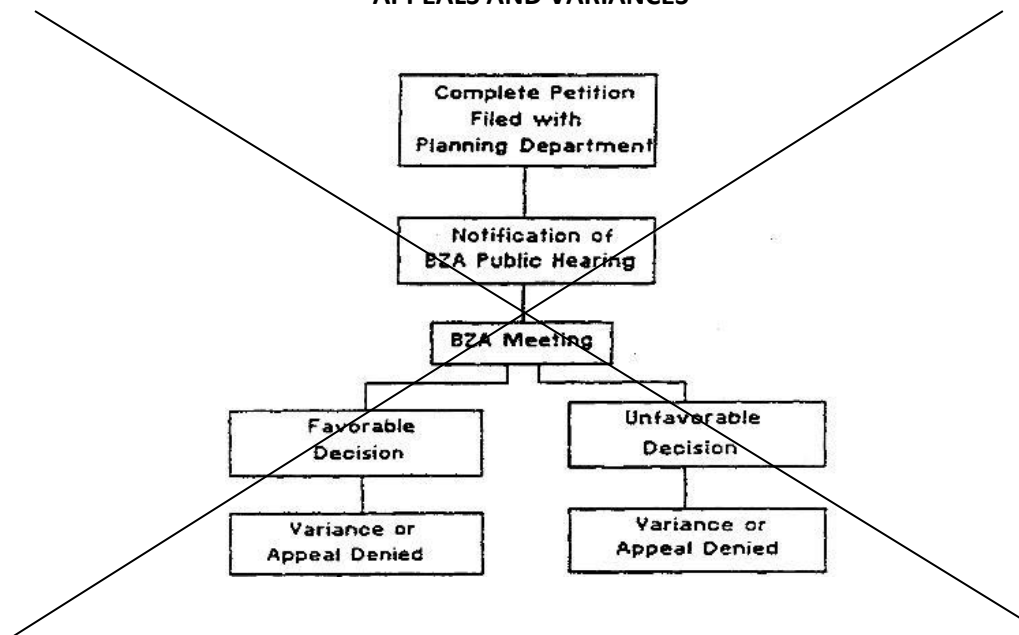 APPEALS AND VARIANCES
Complete Petition
Filed with
Planning Department
Notification of
BZA Public Hearing
BZA Meeting
Favorable
Decision
Unfavorable
Decision
Variance or
Appeal Denied
Variance or
Appeal Denied